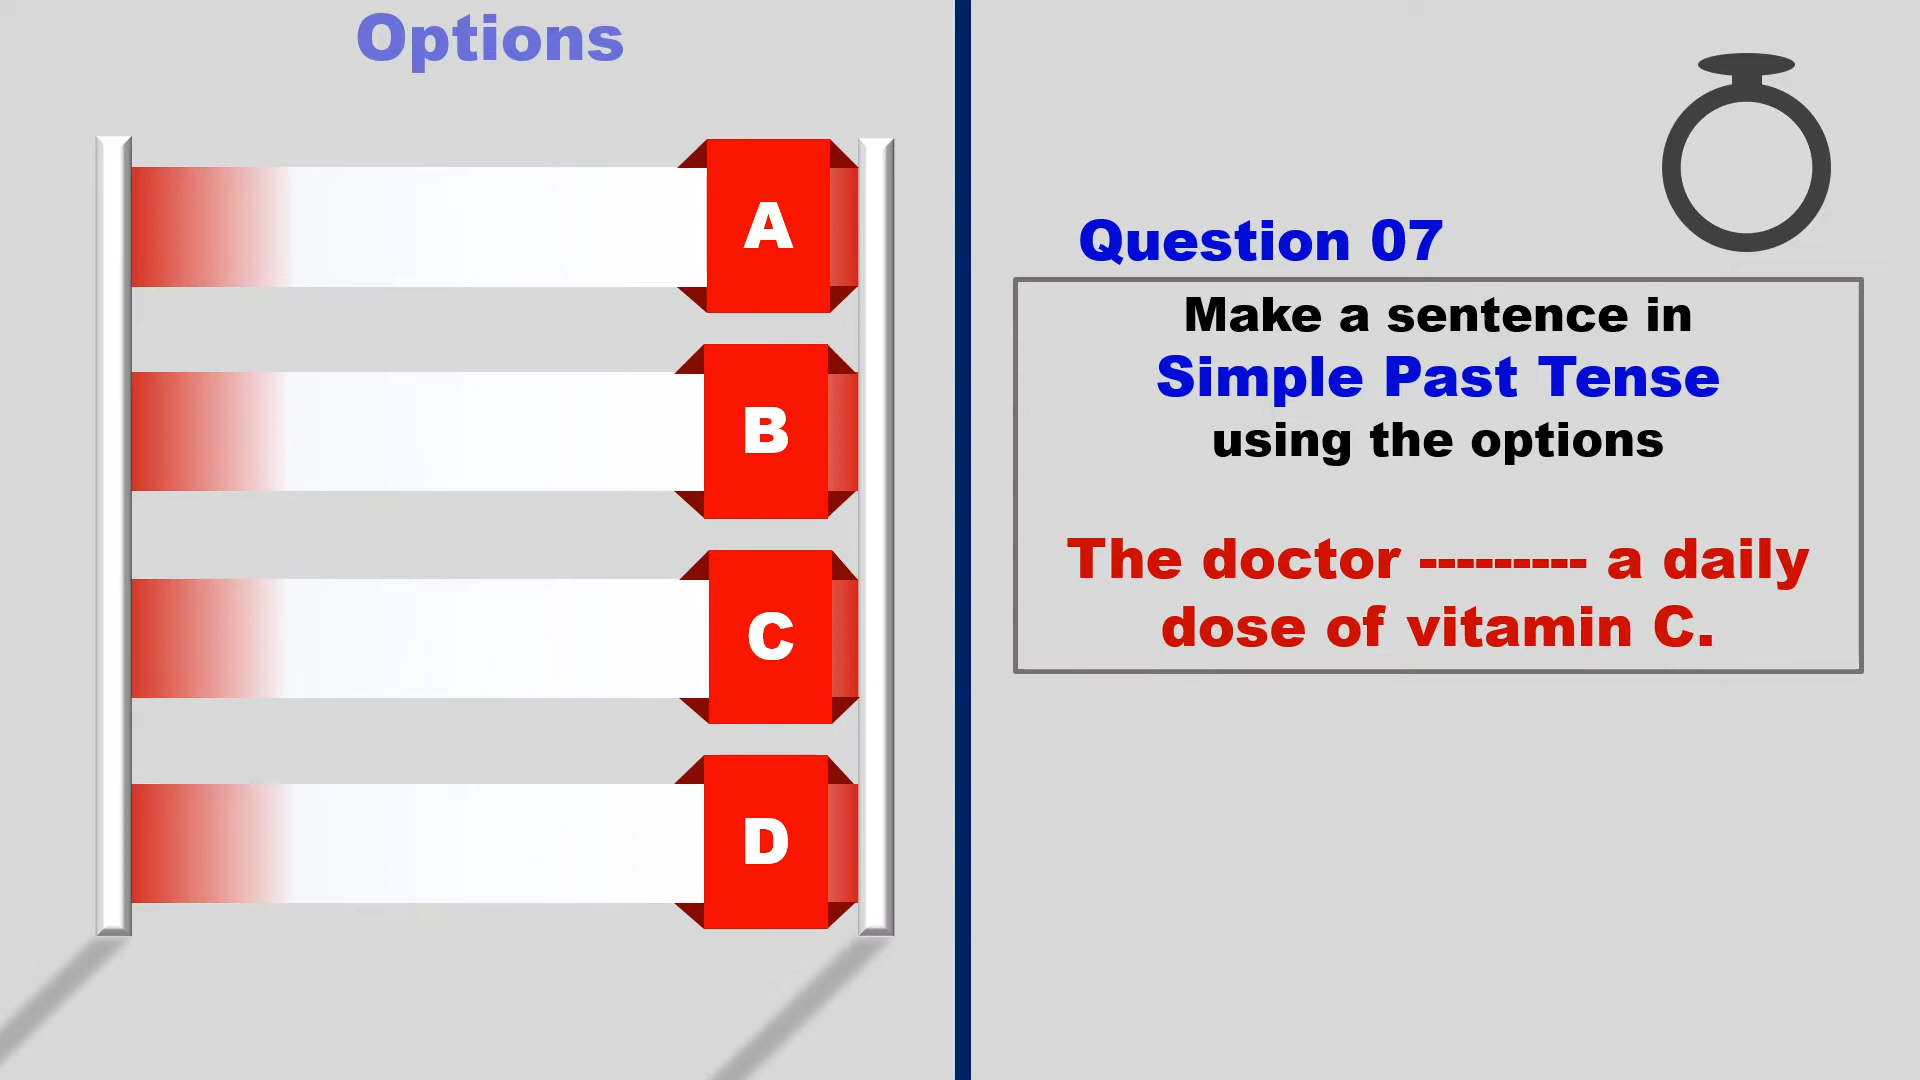 Options
A
B
C
D
Question 07
Make a sentence in
Simple Past Tense
using the options
The doctor --------- a daily
dose of vitamin C.